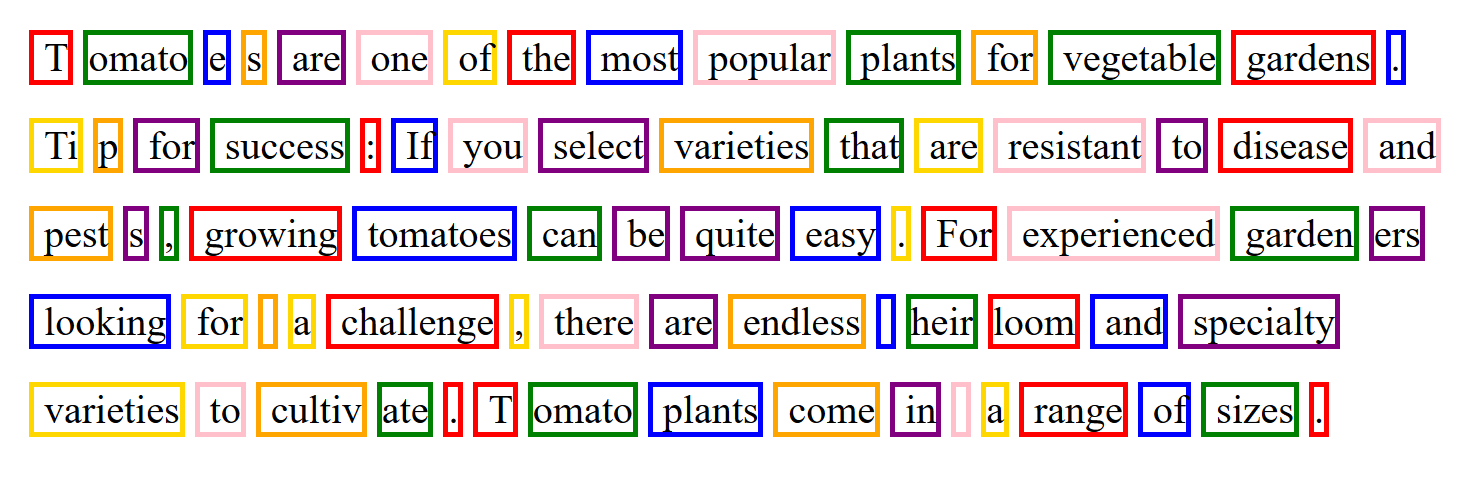 Tomatoes are one of the most popular plants for vegetable gardens.
Tip for success: If you select varieties that are resistant to disease and
pests, growing tomatoes can be quite easy. For experienced gardeners
looking for a challenge, there are endless heirloom and specialty
varieties to cultivate. Tomato plants come in a range of sizes.